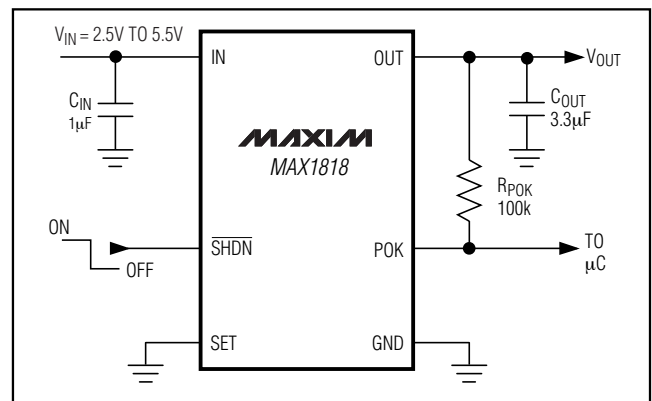 V_IN = 2.5V TO 5.5V
IN
OUT
V_OUT
C_IN
1µF
C_OUT
3.3µF
MAXIM
MAX1818
R_POK
100k
ON
OFF
SHDN
POK
TO
µC
SET
GND